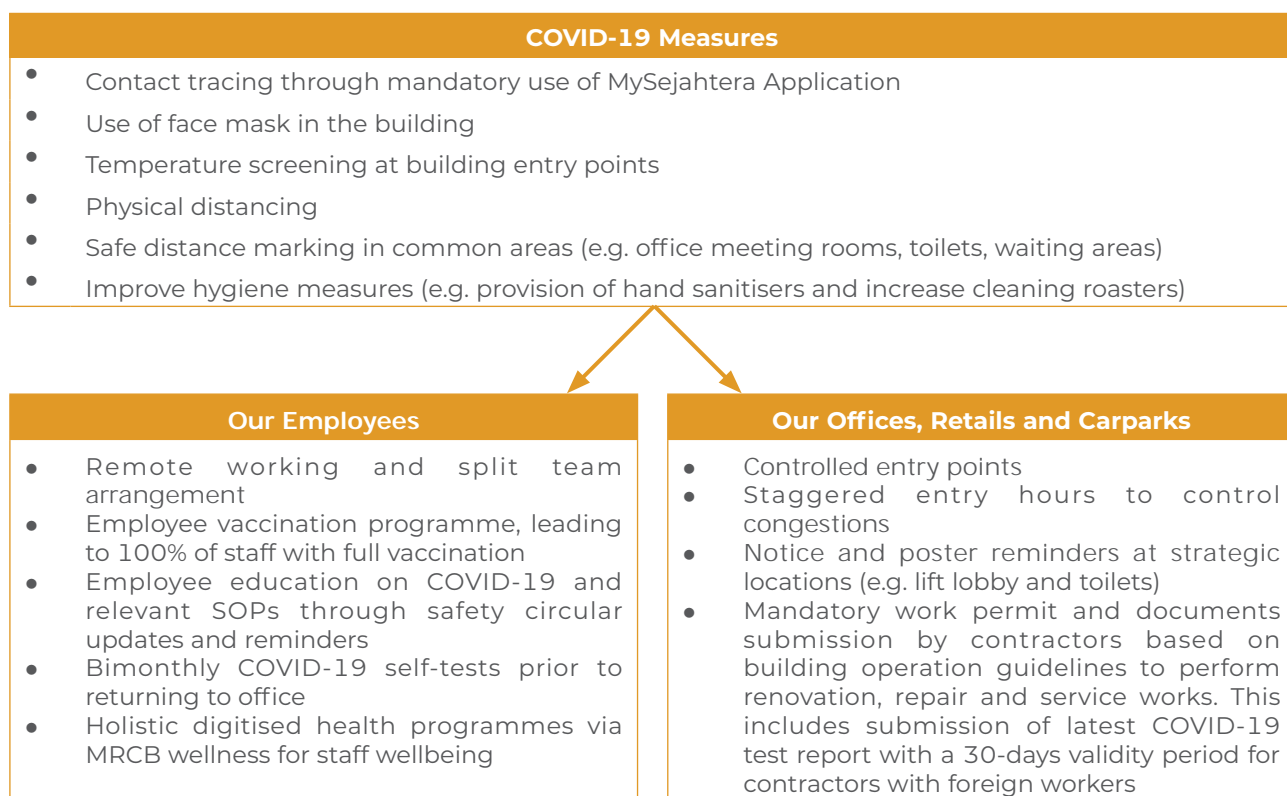 COVID-19 Measures
• Contact tracing through mandatory use of MySejahtera Application
• Use of face mask in the building
• Temperature screening at building entry points
• Physical distancing
• Safe distance marking in common areas (e.g. office meeting rooms, toilets, waiting areas)
• Improve hygiene measures (e.g. provision of hand sanitisers and increase cleaning roasters)
Our Employees
● Remote working and split team
arrangement
● Employee vaccination programme, leading
to 100% of staff with full vaccination
● Employee education on COVID-19 and
relevant SOPs through safety circular
updates and reminders
● Bimonthly COVID-19 self-tests prior to
returning to office
● Holistic digitised health programmes via
MRCB wellness for staff wellbeing
Our Offices, Retails and Carparks
● Controlled entry points
● Staggered entry hours to control
congestions
● Notice and poster reminders at strategic
locations (e.g. lift lobby and toilets)
● Mandatory work permit and documents
submission by contractors based on
building operation guidelines to perform
renovation, repair and service works. This
includes submission of latest COVID-19
test report with a 30-days validity period for
contractors with foreign workers